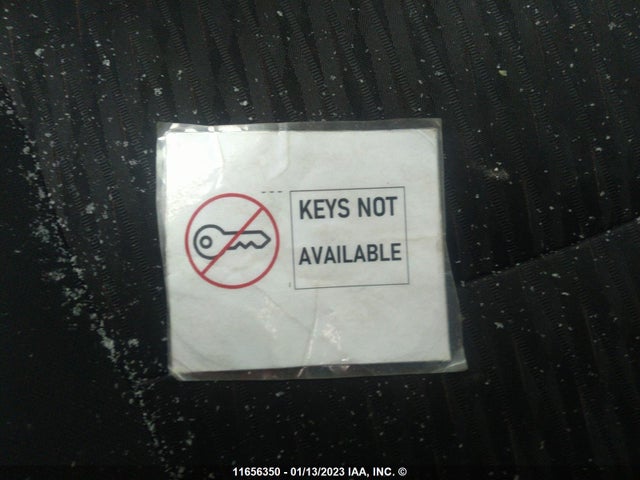 KEYS NOT
AVAILABLE
11656350 - 01/13/2023 IAA, INC. ©